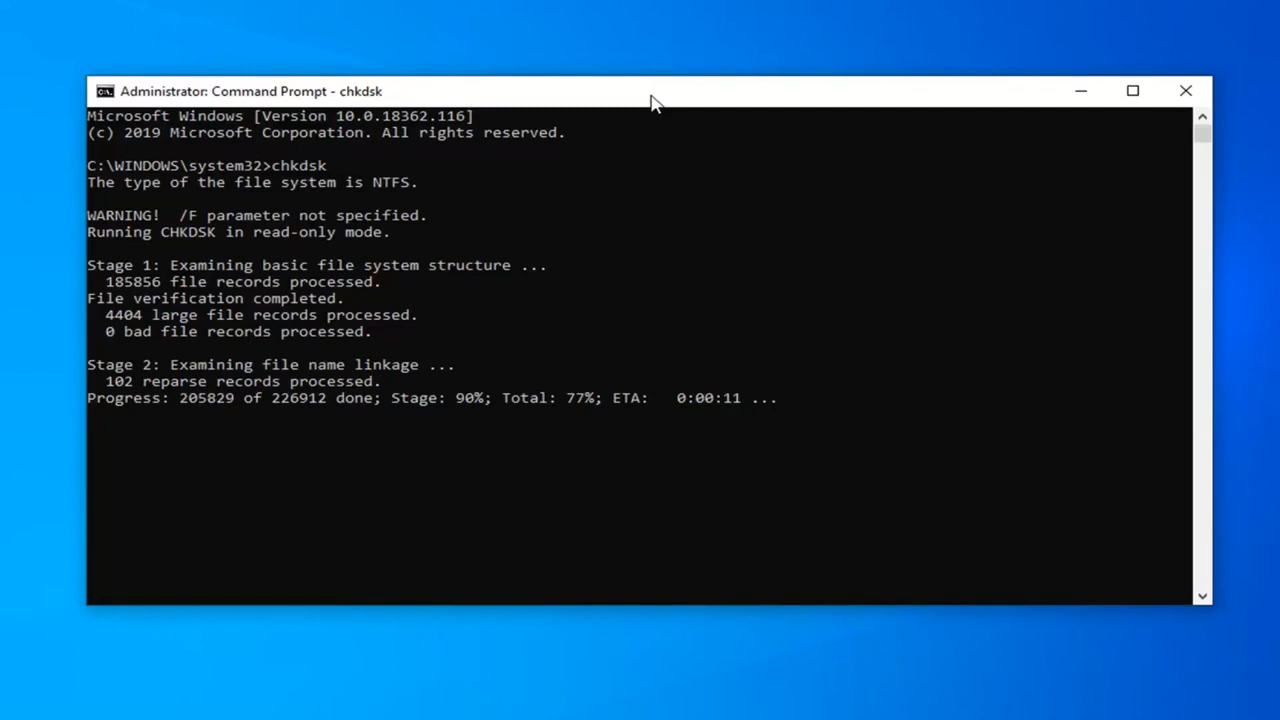 Administrator: Command Prompt - chkdsk
Microsoft Windows [Version 10.0.18362.116]
(c) 2019 Microsoft Corporation. All rights reserved.
C:\WINDOWS\system32>chkdsk
The type of the file system is NTFS.
WARNING!  /F parameter not specified.
Running CHKDSK in read-only mode.
Stage 1: Examining basic file system structure ...
  185856 file records processed.
File verification completed.
  4404 large file records processed.
  0 bad file records processed.
Stage 2: Examining file name linkage ...
  102 reparse records processed.
Progress: 205829 of 226912 done; Stage: 90%; Total: 77%; ETA:   0:00:11 ...